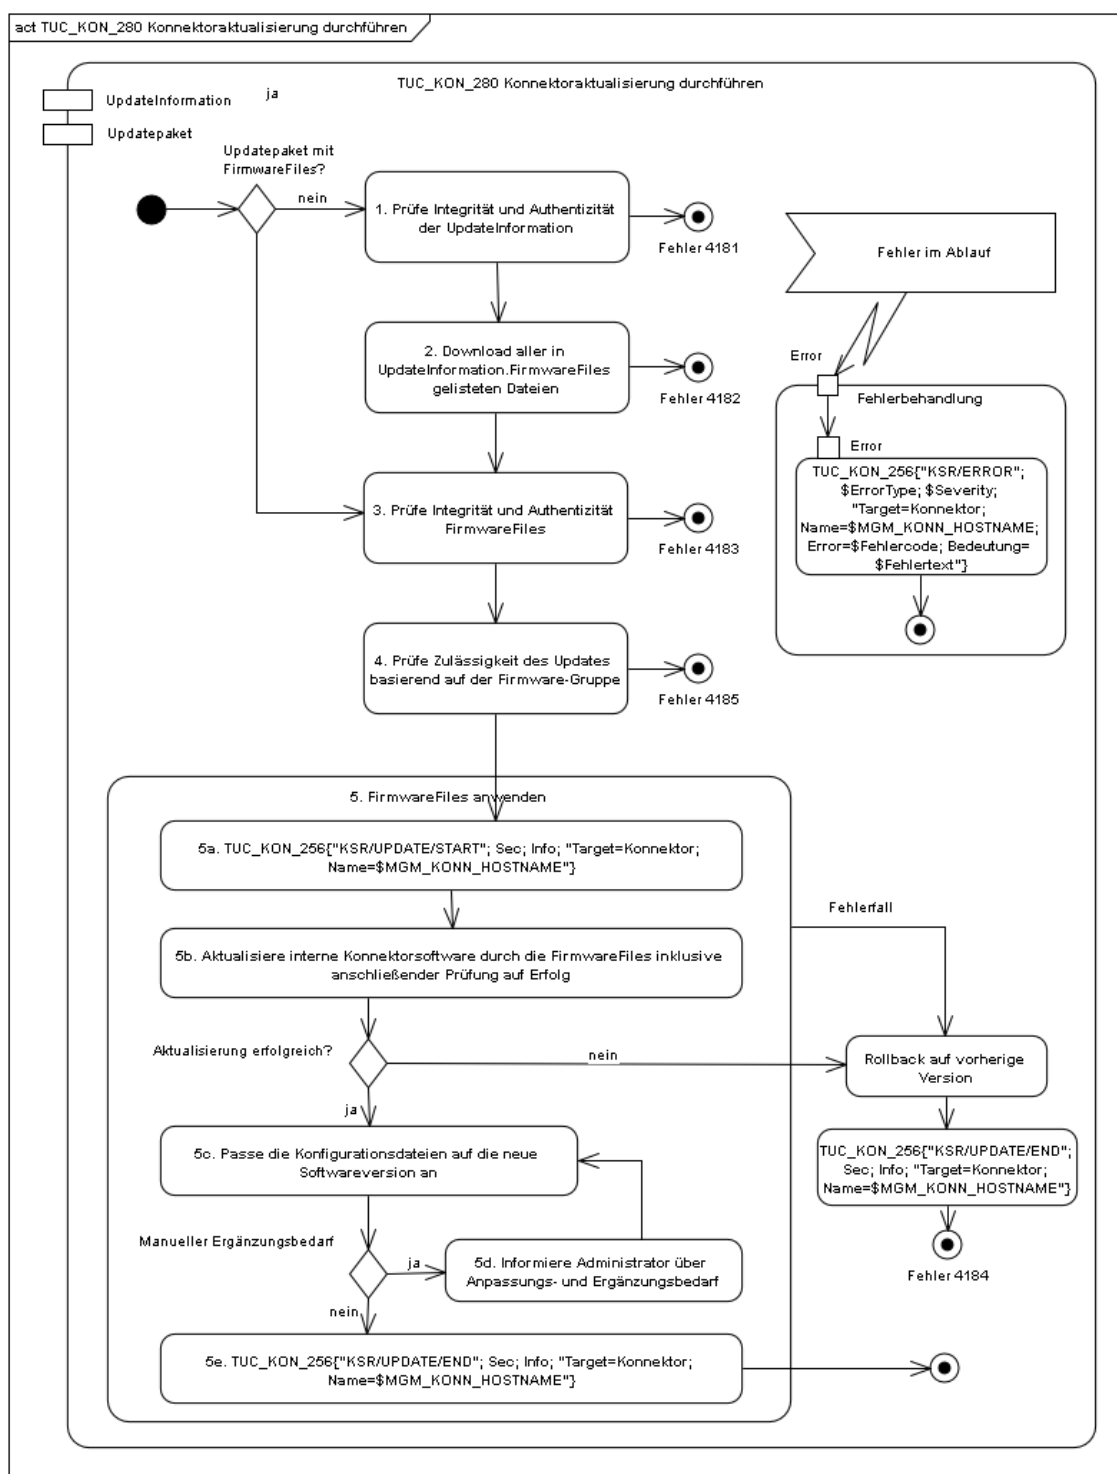 act TUC_KON_280 Konnektoraktualisierung durchführen
TUC_KON_280 Konnektoraktualisierung durchführen
ja
UpdateInformation
Updatepaket
Updatepaket mit
FirmwareFiles?
nein
1. Prüfe Integrität und Authentizität
der UpdateInformation
Fehler 4181
Fehler im Ablauf
2. Download aller in
UpdateInformation.FirmwareFiles
gelisteten Dateien
Fehler 4182
Error
Fehlerbehandlung
Error
TUC_KON_256{"KSR/ERROR";
$ErrorType; $Severity;
"Target=Konnektor;
Name=$MGM_KONN_HOSTNAME;
Error=$Fehlercode; Bedeutung=
$Fehlertext"}
3. Prüfe Integrität und Authentizität
FirmwareFiles
Fehler 4183
4. Prüfe Zulässigkeit des Updates
basierend auf der Firmware-Gruppe
Fehler 4185
5. FirmwareFiles anwenden
5a. TUC_KON_256{"KSR/UPDATE/START"; Sec; Info; "Target=Konnektor;
Name=$MGM_KONN_HOSTNAME"}
Fehlerfall
5b. Aktualisiere interne Konnektorsoftware durch die FirmwareFiles inklusive
anschließender Prüfung auf Erfolg
Aktualisierung erfolgreich?
nein
Rollback auf vorherige
Version
ja
5c. Passe die Konfigurationsdateien auf die neue
Softwareversion an
TUC_KON_256{"KSR/UPDATE/END";
Sec; Info; "Target=Konnektor;
Name=$MGM_KONN_HOSTNAME"}
Manueller Ergänzungsbedarf
ja
5d. Informiere Administrator über
Anpassungs- und Ergänzungsbedarf
Fehler 4184
nein
5e. TUC_KON_256{"KSR/UPDATE/END"; Sec; Info; "Target=Konnektor;
Name=$MGM_KONN_HOSTNAME"}